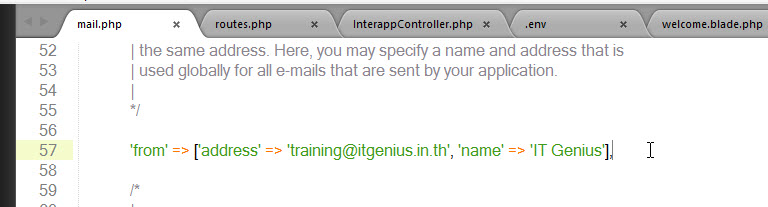 mail.php × routes.php × InterappController.php × .env × welcome.blade.php
52 | the same address. Here, you may specify a name and address that is
53 | used globally for all e-mails that are sent by your application.
54 |
55 */
56
57 'from' => ['address' => 'training@itgenius.in.th', 'name' => 'IT Genius'],
58
59 /*